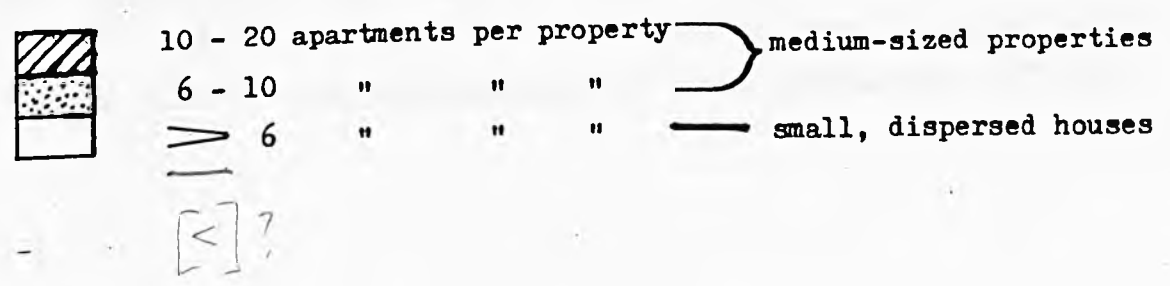 10 - 20 apartments per property medium-sized properties
6 - 10 " " "
> 6 " " " small, dispersed houses
[<] ?